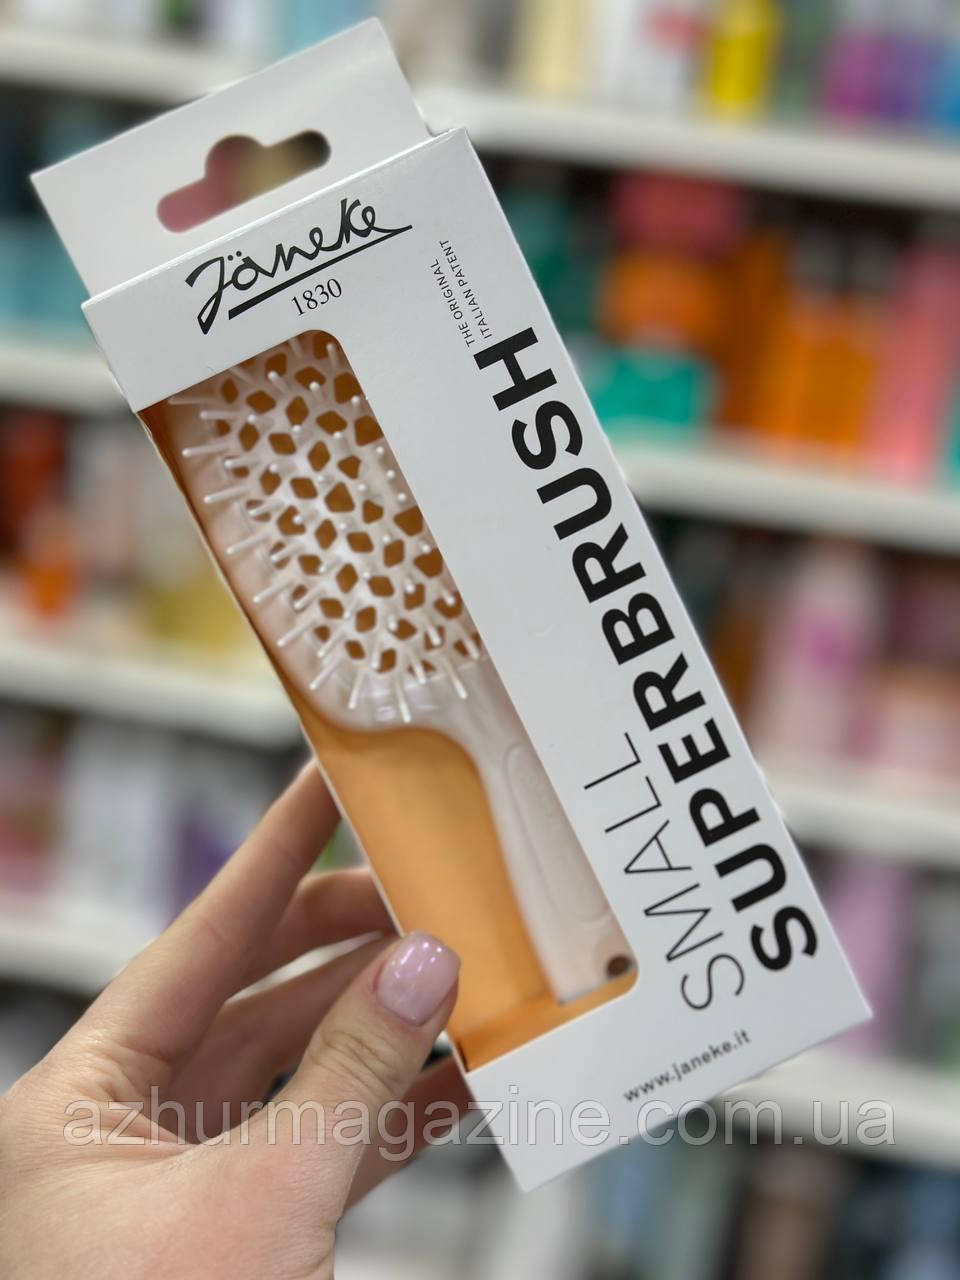 Jäneke
1830
THE ORIGINAL
ITALIAN PATENT
SMALL
SUPERBRUSH
www.janeke.it
azhurmagazine.com.ua